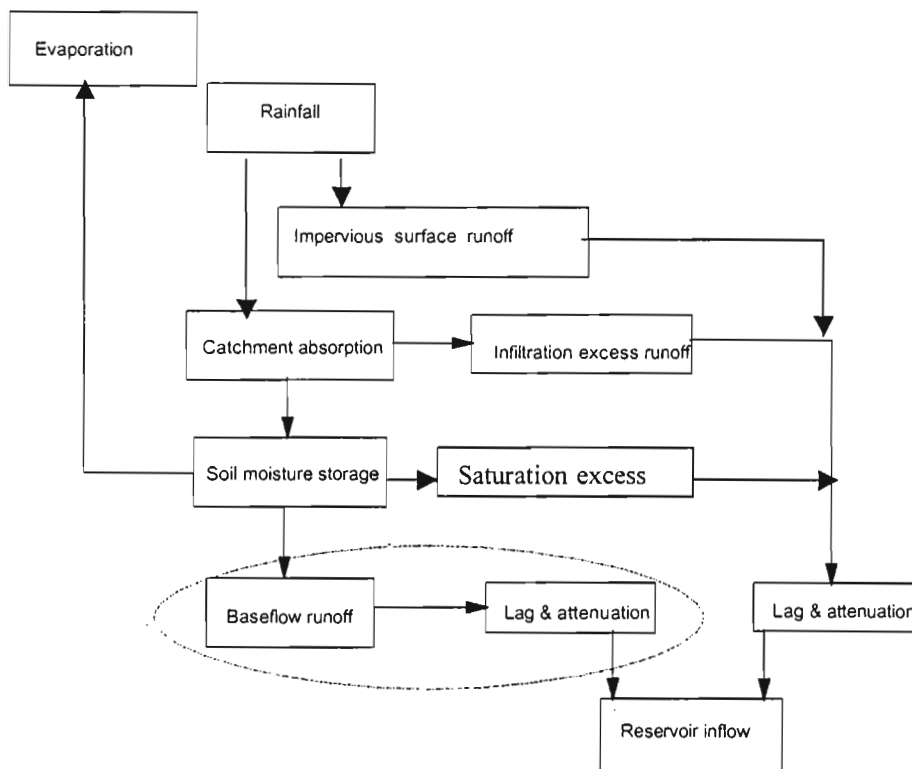 Evaporation
Rainfall
Impervious surface runoff
Catchment absorption
Infiltration excess runoff
Soil moisture storage
Saturation excess
Baseflow runoff
Lag & attenuation
Lag & attenuation
Reservoir inflow